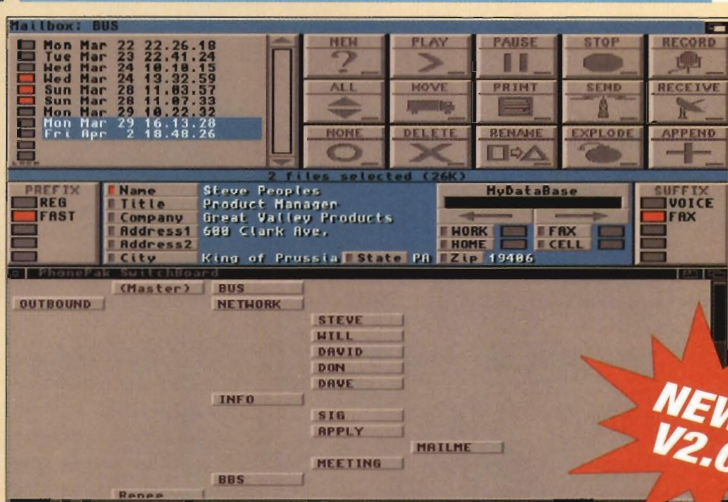 Mailbox: BUS
Mon Mar 22 22.26.18
Tue Mar 23 22.41.24
Wed Mar 24 10.10.15
Wed Mar 24 13.32.59
Sun Mar 28 11.03.57
Sun Mar 28 11.07.33
Mon Mar 29 10.22.32
Mon Mar 29 16.13.28
Fri Apr 2 18.48.26
NEW PLAY PAUSE STOP RECORD
ALL MOVE PRINT SEND RECEIVE
NONE DELETE RENAME EXPLODE APPEND
2 files selected (26K)
PREFIX
REG
FAST
Name Steve Peoples
Title Product Manager
Company Great Valley Products
Address1 600 Clark Ave.
Address2
City King of Prussia State PA Zip 19406
MyDataBase
WORK FAX
HOME CELL
SUFFIX
VOICE
FAX
PhonePak SwitchBoard
(Master) BUS
OUTBOUND NETWORK
STEVE
WILL
DAVID
DON
DAVE
INFO
SIG
APPLY
MAILME
MEETING
BBS
Renee
NEW
V2.0